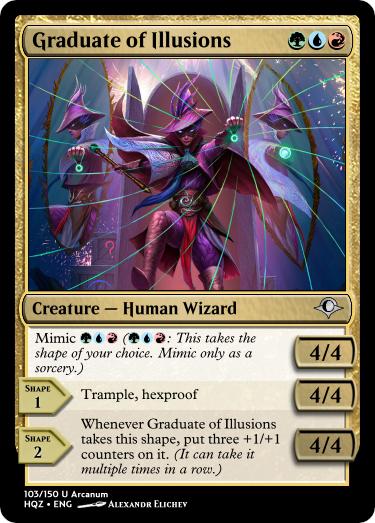 Graduate of Illusions
Creature — Human Wizard
Mimic (: This takes the
shape of your choice. Mimic only as a
sorcery.)
4/4
SHAPE
1
Trample, hexproof
4/4
SHAPE
2
Whenever Graduate of Illusions
takes this shape, put three +1/+1
counters on it. (It can take it
multiple times in a row.)
4/4
103/150 U Arcanum
HQZ • ENG Alexandr Elichev